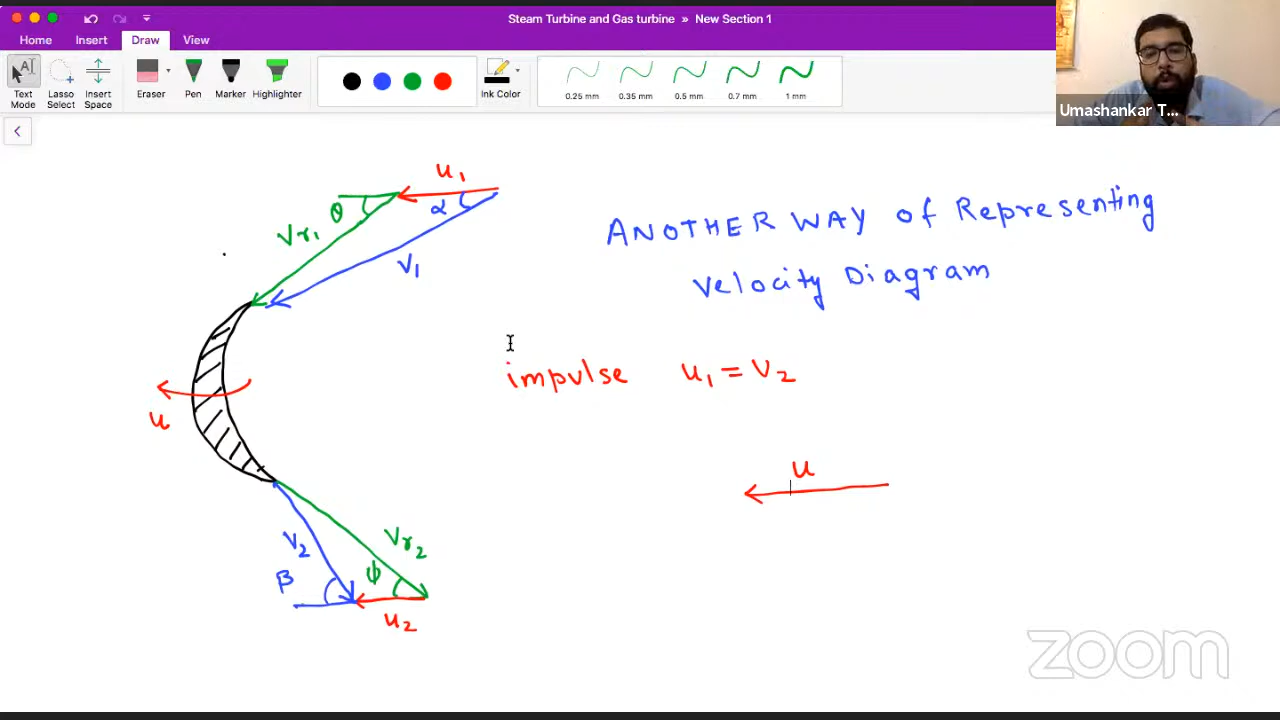 Steam Turbine and Gas turbine » New Section 1
Home Insert Draw View
Text Mode
Lasso Select
Insert Space
Eraser
Pen
Marker
Highlighter
Ink Color
0.25 mm 0.35 mm 0.5 mm 0.7 mm 1 mm
Umashankar T...
u1
θ
α
Vr1
V1
ANOTHER WAY of Representing
Velocity Diagram
impulse u1 = V2
u
u
V2
Vr2
β
φ
u2
zoom